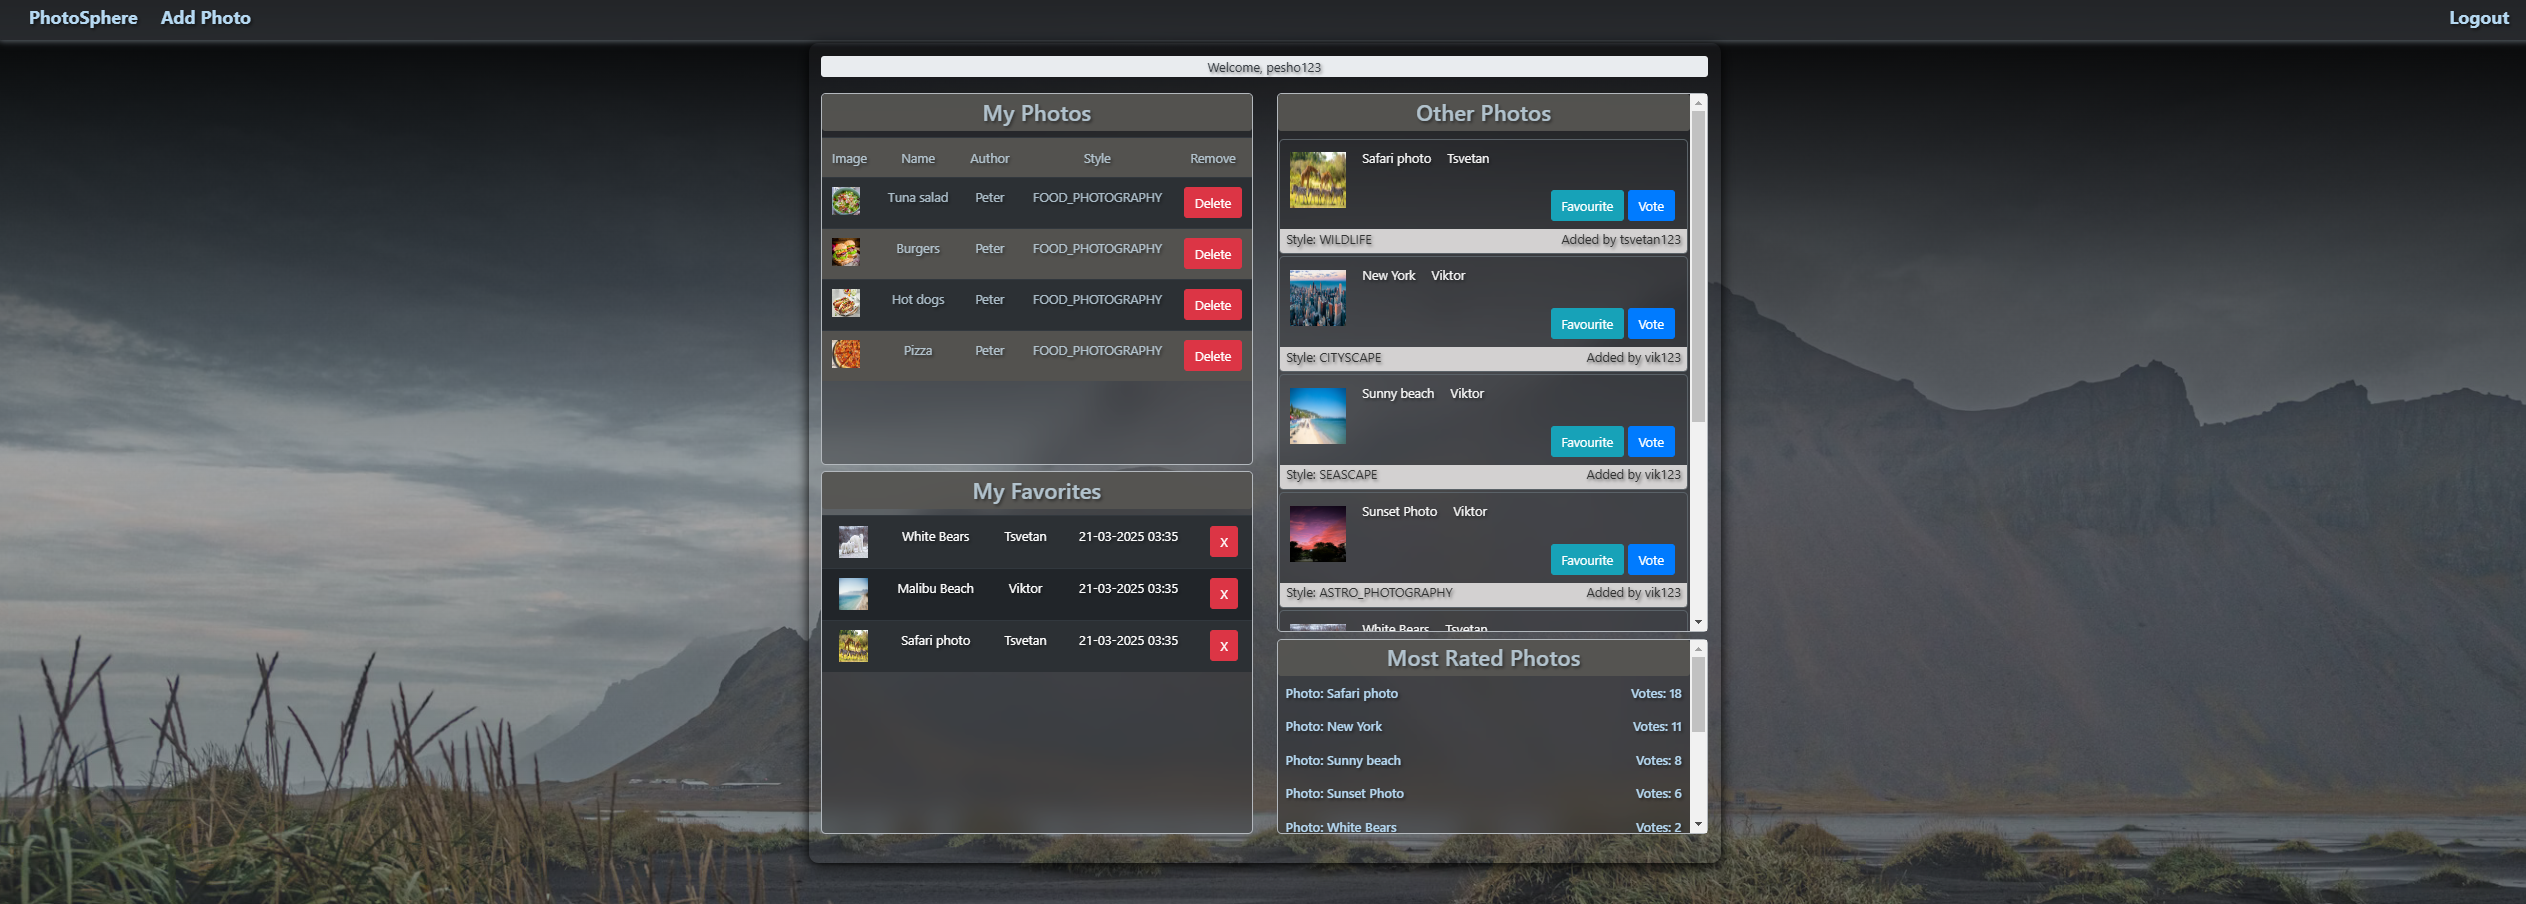 PhotoSphere Add Photo Logout
Welcome, pesho123
My Photos
Image Name Author Style Remove
Tuna salad Peter FOOD_PHOTOGRAPHY Delete
Burgers Peter FOOD_PHOTOGRAPHY Delete
Hot dogs Peter FOOD_PHOTOGRAPHY Delete
Pizza Peter FOOD_PHOTOGRAPHY Delete
My Favorites
White Bears Tsvetan 21-03-2025 03:35 X
Malibu Beach Viktor 21-03-2025 03:35 X
Safari photo Tsvetan 21-03-2025 03:35 X
Other Photos
Safari photo Tsvetan
Favourite Vote
Style: WILDLIFE Added by tsvetan123
New York Viktor
Favourite Vote
Style: CITYSCAPE Added by vik123
Sunny beach Viktor
Favourite Vote
Style: SEASCAPE Added by vik123
Sunset Photo Viktor
Favourite Vote
Style: ASTRO_PHOTOGRAPHY Added by vik123
White Bears Tsvetan
Most Rated Photos
Photo: Safari photo Votes: 18
Photo: New York Votes: 11
Photo: Sunny beach Votes: 8
Photo: Sunset Photo Votes: 6
Photo: White Bears Votes: 2